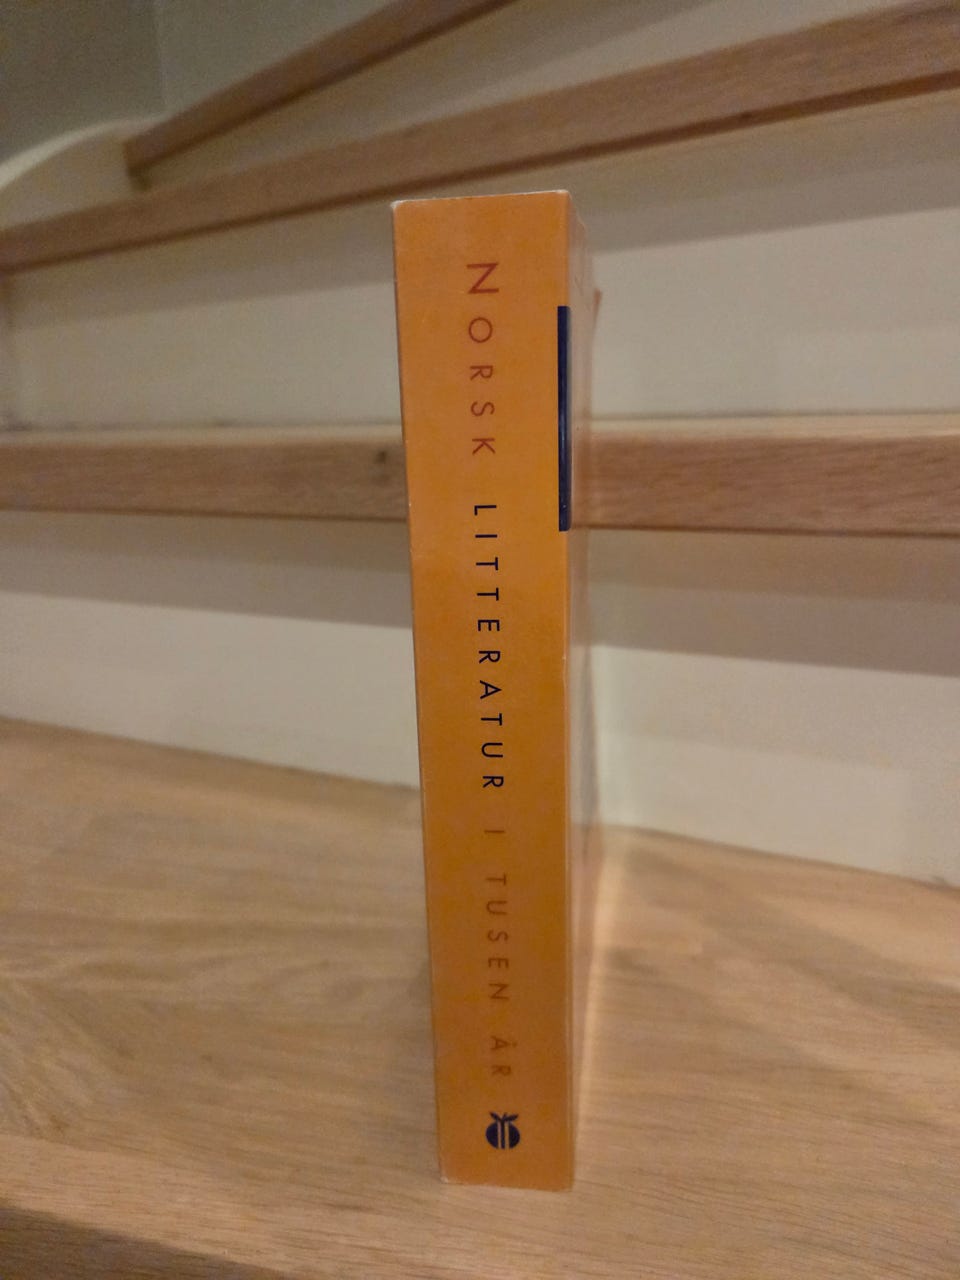 NORSK LITTERATUR I TUSEN ÅR